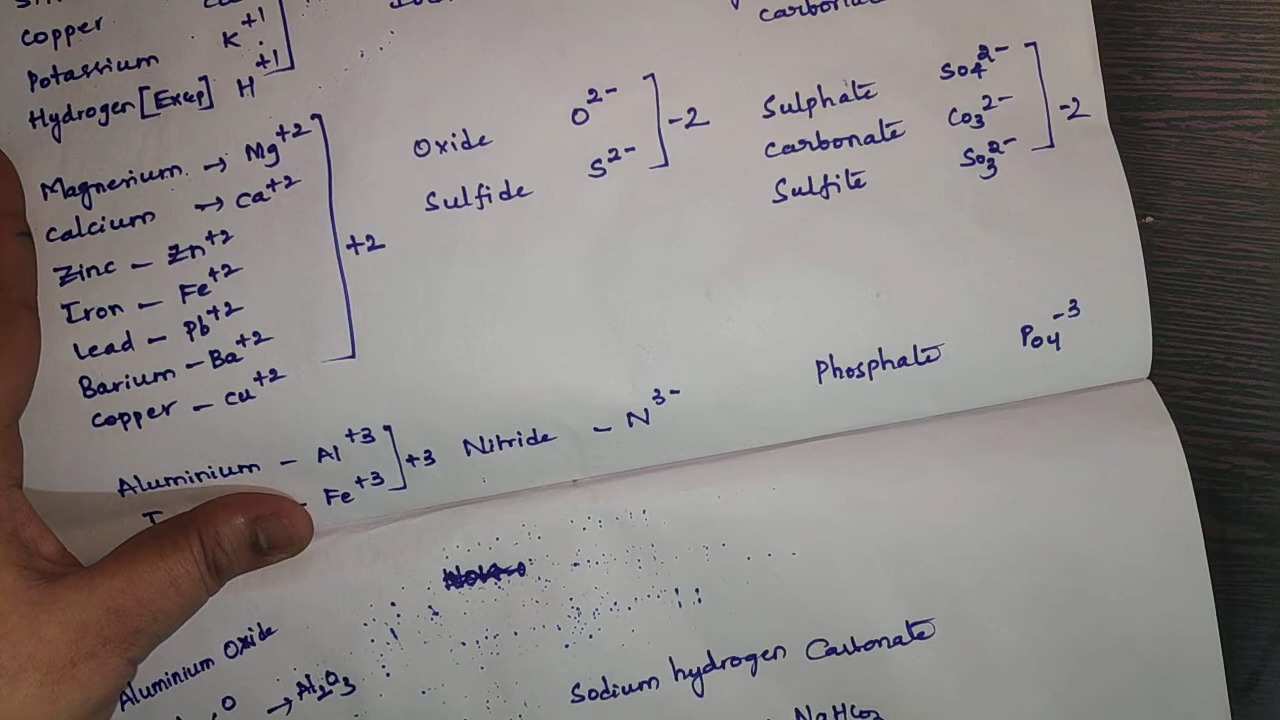 Copper
Potassium K+1
Hydrogen [Excep] H+1
Magnesium. → Mg+2
Calcium → Ca+2
Zinc – Zn+2
Iron – Fe+2
Lead – Pb+2
Barium – Ba+2
Copper – Cu+2
+2
Aluminium – Al+3
– Fe+3
+3
Oxide O2-
Sulfide S2-
-2
Nitride – N3-
Sulphate SO42-
Carbonate CO32-
Sulfite SO32-
-2
Phosphate PO4-3
Aluminium Oxide
O → Al2O3
Sodium hydrogen Carbonate
NaHCO3